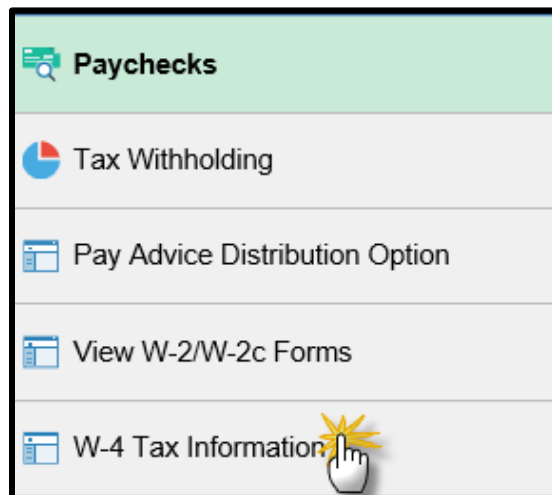 Paychecks
Tax Withholding
Pay Advice Distribution Option
View W-2/W-2c Forms
W-4 Tax Information